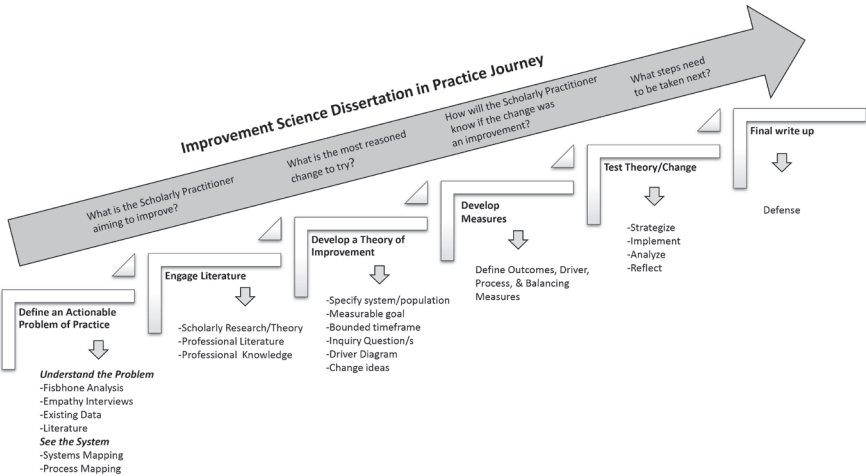 Improvement Science Dissertation in Practice Journey
What is the Scholarly Practitioner
aiming to improve?
What is the most reasoned
change to try?
How will the Scholarly Practitioner
know if the change was
an improvement?
What steps need
to be taken next?
Define an Actionable
Problem of Practice
Understand the Problem
-Fisbhone Analysis
-Empathy Interviews
-Existing Data
-Literature
See the System
-Systems Mapping
-Process Mapping
Engage Literature
-Scholarly Research/Theory
-Professional Literature
-Professional Knowledge
Develop a Theory of
Improvement
-Specify system/population
-Measurable goal
-Bounded timeframe
-Inquiry Question/s
-Driver Diagram
-Change ideas
Develop
Measures
Define Outcomes, Driver,
Process, & Balancing
Measures
Test Theory/Change
-Strategize
-Implement
-Analyze
-Reflect
Final write up
Defense